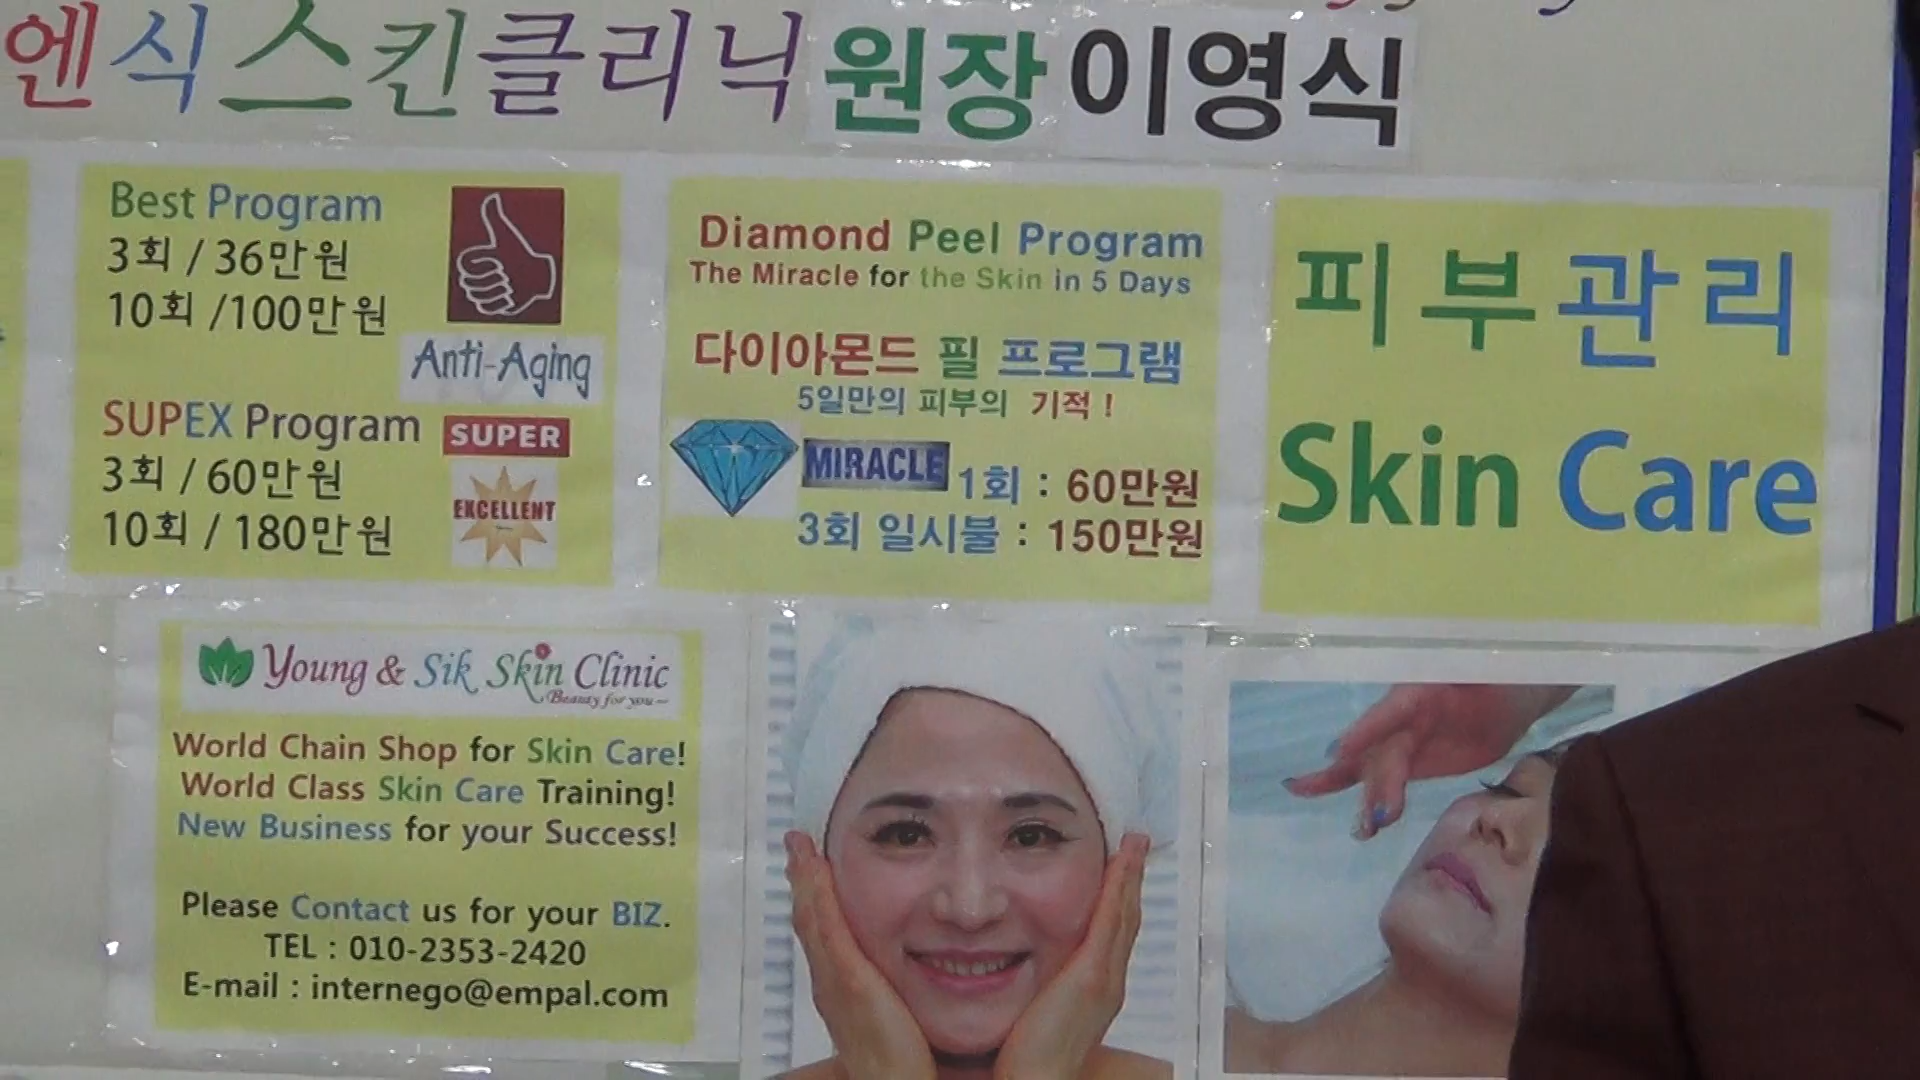 엔식스킨클리닉 원장 이영식
Best Program
3회 / 36만원
10회 /100만원
Anti-Aging
SUPEX Program
3회 / 60만원
10회 / 180만원
SUPER
EXCELLENT
Diamond Peel Program
The Miracle for the Skin in 5 Days
다이아몬드 필 프로그램
5일만의 피부의 기적 !
MIRACLE
1회 : 60만원
3회 일시불 : 150만원
피부관리
Skin Care
Young & Sik Skin Clinic
Beauty for you~
World Chain Shop for Skin Care!
World Class Skin Care Training!
New Business for your Success!
Please Contact us for your BIZ.
TEL : 010-2353-2420
E-mail : internego@empal.com